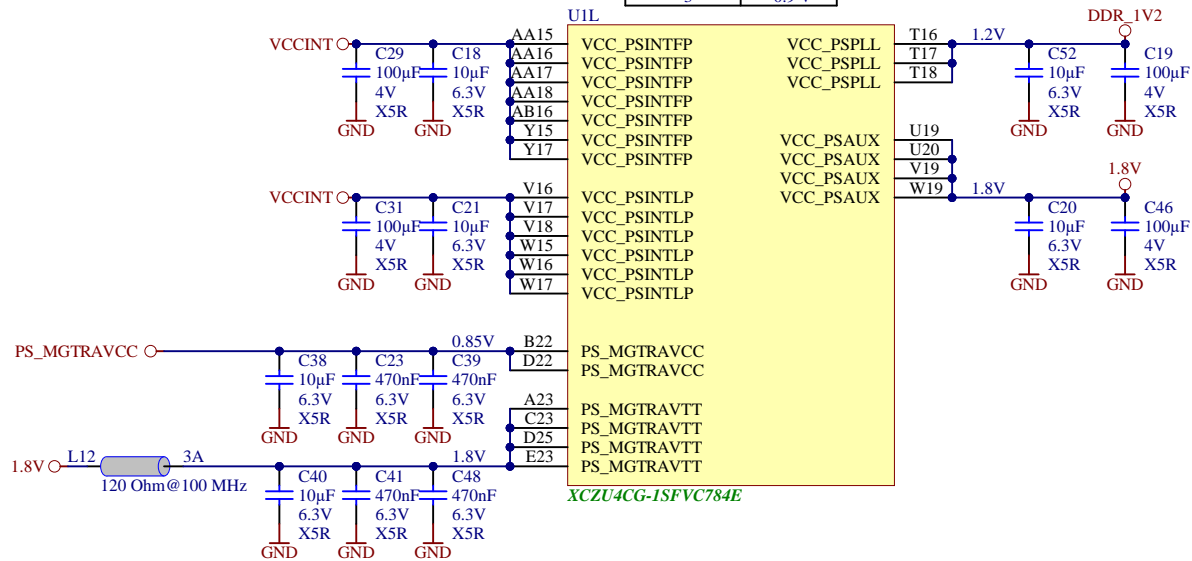 U1L
VCCINT
C29
100µF
4V
X5R
GND
C18
10µF
6.3V
X5R
GND
AA15
AA16
AA17
AA18
AB16
Y15
Y17
VCC_PSINTFP
VCC_PSINTFP
VCC_PSINTFP
VCC_PSINTFP
VCC_PSINTFP
VCC_PSINTFP
VCC_PSINTFP
VCC_PSPLL
VCC_PSPLL
VCC_PSPLL
T16
T17
T18
1.2V
DDR_1V2
C52
10µF
6.3V
X5R
GND
C19
100µF
4V
X5R
GND
VCCINT
C31
100µF
4V
X5R
GND
C21
10µF
6.3V
X5R
GND
V16
V17
V18
W15
W16
W17
VCC_PSINTLP
VCC_PSINTLP
VCC_PSINTLP
VCC_PSINTLP
VCC_PSINTLP
VCC_PSINTLP
VCC_PSAUX
VCC_PSAUX
VCC_PSAUX
VCC_PSAUX
U19
U20
V19
W19
1.8V
1.8V
C20
10µF
6.3V
X5R
GND
C46
100µF
4V
X5R
GND
PS_MGTRAVCC
0.85V
C38
10µF
6.3V
X5R
GND
C23
470nF
6.3V
X5R
GND
C39
470nF
6.3V
X5R
GND
B22
D22
PS_MGTRAVCC
PS_MGTRAVCC
A23
C23
D25
E23
PS_MGTRAVTT
PS_MGTRAVTT
PS_MGTRAVTT
PS_MGTRAVTT
1.8V
L12
3A
120 Ohm@100 MHz
1.8V
C40
10µF
6.3V
X5R
GND
C41
470nF
6.3V
X5R
GND
C48
470nF
6.3V
X5R
GND
XCZU4CG-1SFVC784E